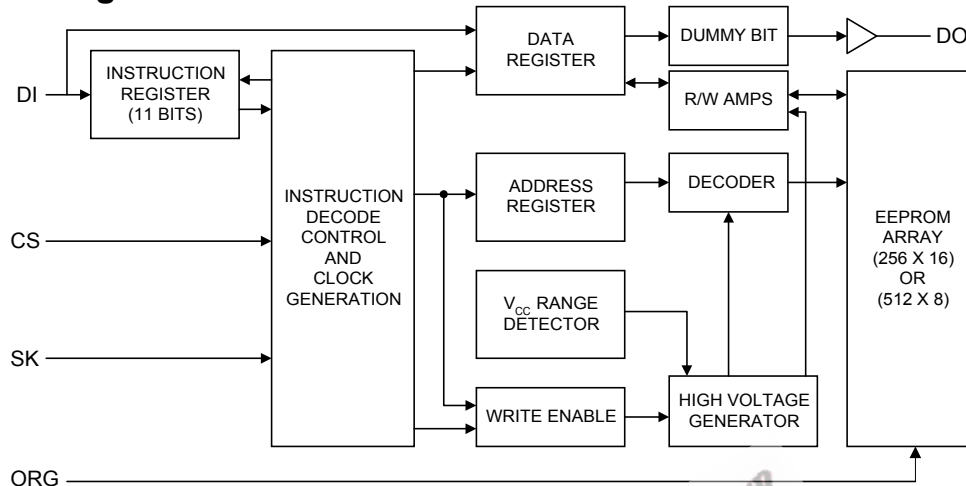 DI
INSTRUCTION
REGISTER
(11 BITS)
CS
SK
ORG
INSTRUCTION
DECODE
CONTROL
AND
CLOCK
GENERATION
DATA
REGISTER
DUMMY BIT
DO
R/W AMPS
ADDRESS
REGISTER
DECODER
EEPROM
ARRAY
(256 X 16)
OR
(512 X 8)
VCC RANGE
DETECTOR
WRITE ENABLE
HIGH VOLTAGE
GENERATOR